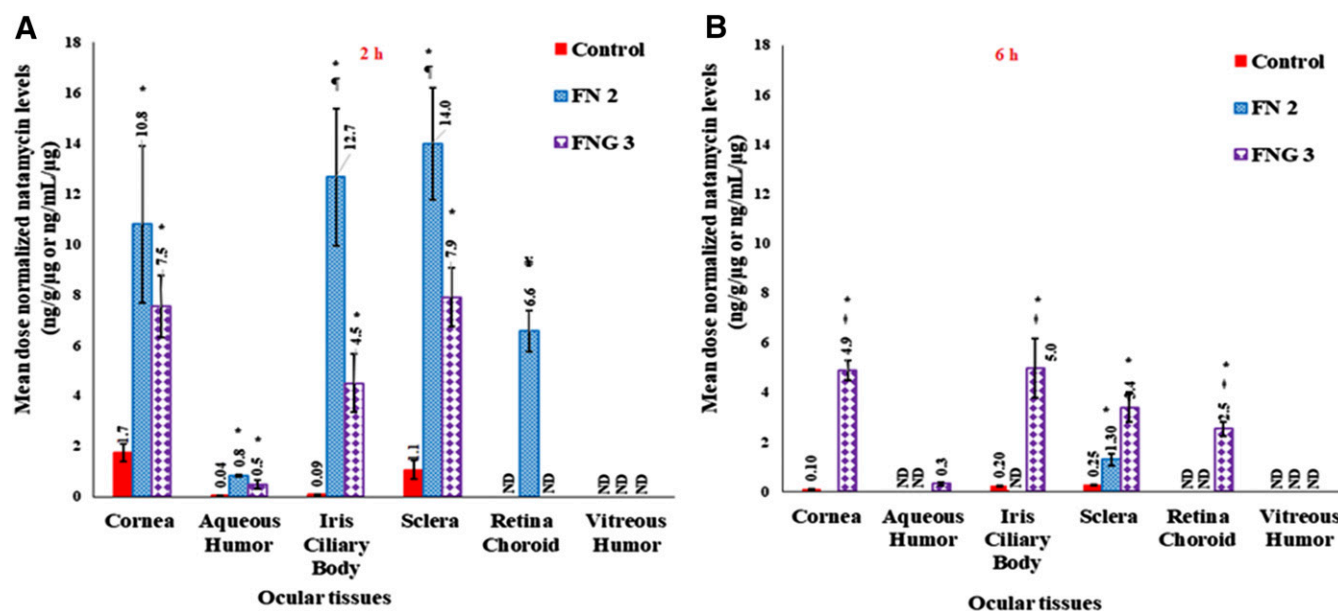 A
Mean dose normalized natamycin levels
(ng/g/µg or ng/mL/µg)
18
16
14
12
10
8
6
4
2
0
2 h
Control
FN 2
FNG 3
1.7
*
10.8
*
7.5
0.04
*
0.8
*
0.5
0.09
*
¶
12.7
*
4.5
1.1
*
¶
14.0
*
7.9
ND
6.6
ND
ND
ND
ND
Cornea
Aqueous
Humor
Iris
Ciliary
Body
Sclera
Retina
Choroid
Vitreous
Humor
Ocular tissues
B
Mean dose normalized natamycin levels
(ng/g/µg or ng/mL/µg)
18
16
14
12
10
8
6
4
2
0
6 h
Control
FN 2
FNG 3
0.10
*
ǂ
4.9
ND
ND
0.3
0.20
ND
*
ǂ
5.0
0.25
*
1.30
*
3.4
ND
ND
*
ǂ
2.5
ND
ND
ND
Cornea
Aqueous
Humor
Iris
Ciliary
Body
Sclera
Retina
Choroid
Vitreous
Humor
Ocular tissues